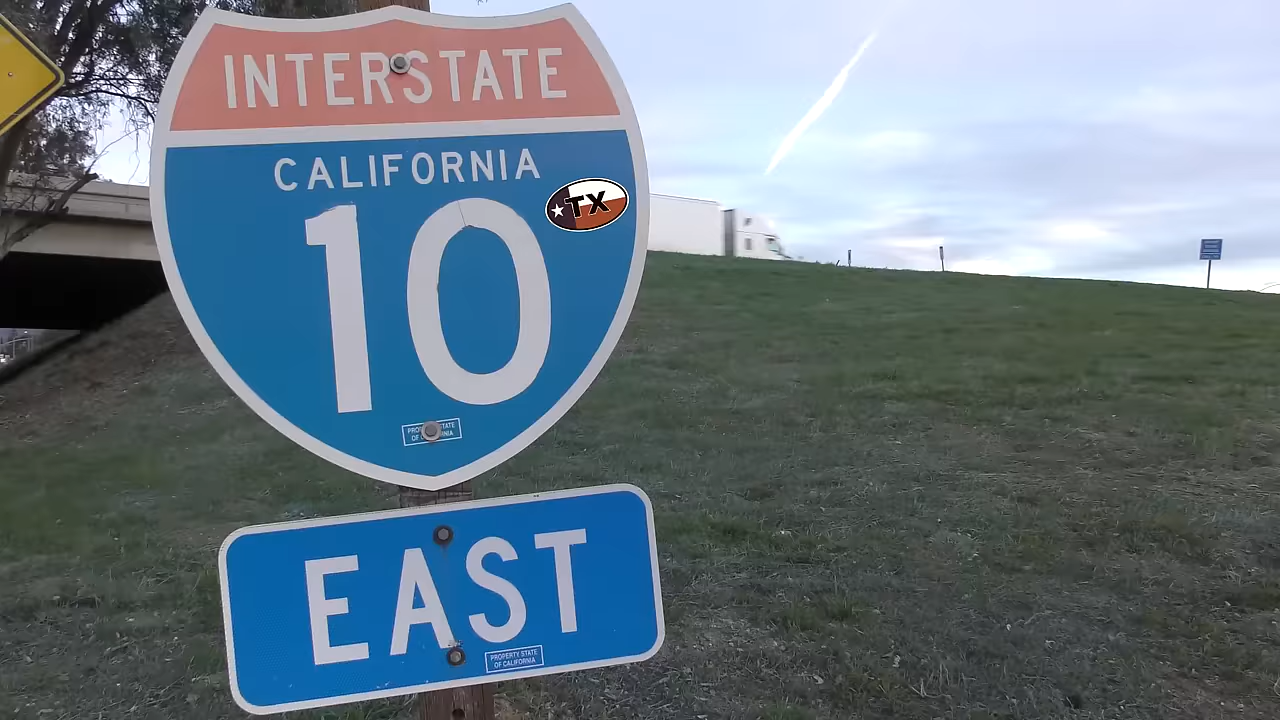 INTERSTATE
CALIFORNIA
TX
10
PROPERTY STATE
OF CALIFORNIA
EAST
PROPERTY STATE
OF CALIFORNIA